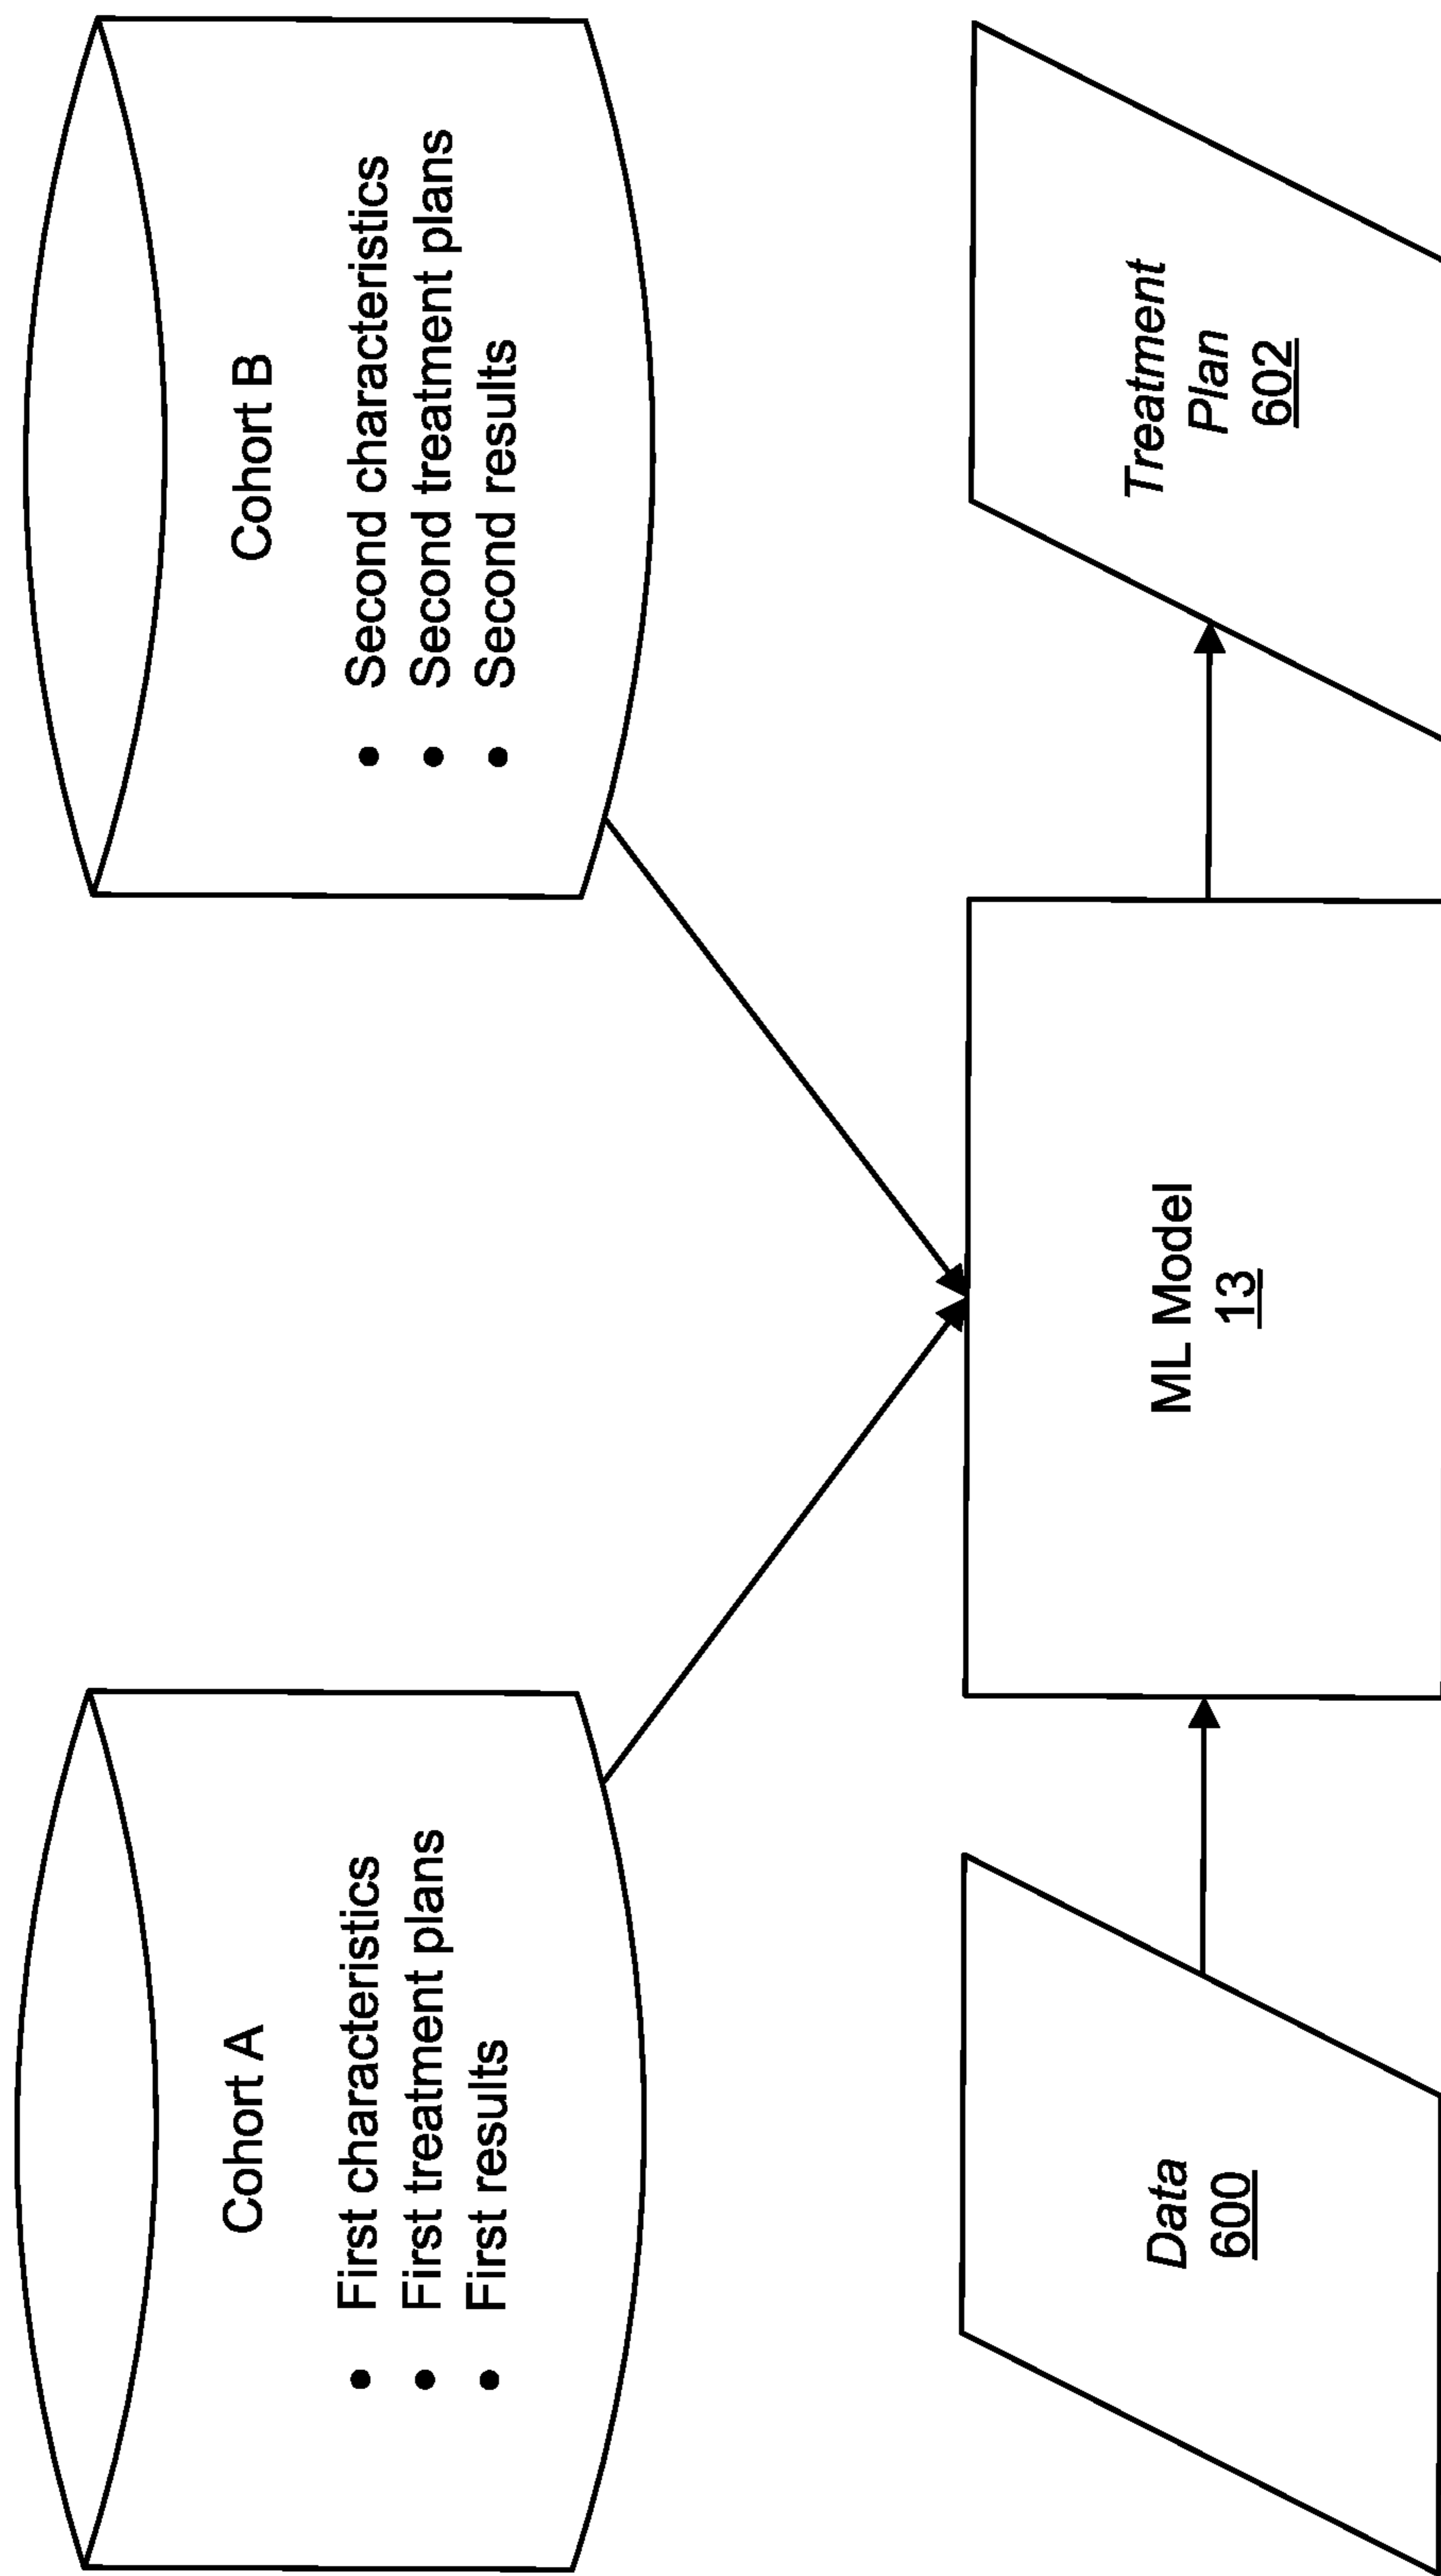 Cohort A
• First characteristics
• First treatment plans
• First results
Cohort B
• Second characteristics
• Second treatment plans
• Second results
Data
600
ML Model
13
Treatment
Plan
602